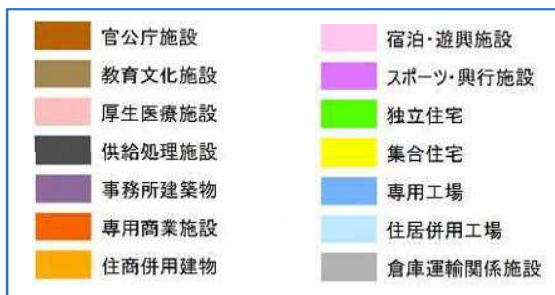 官公庁施設
教育文化施設
厚生医療施設
供給処理施設
事務所建築物
専用商業施設
住商併用建物
宿泊・遊興施設
スポーツ・興行施設
独立住宅
集合住宅
専用工場
住居併用工場
倉庫運輸関係施設